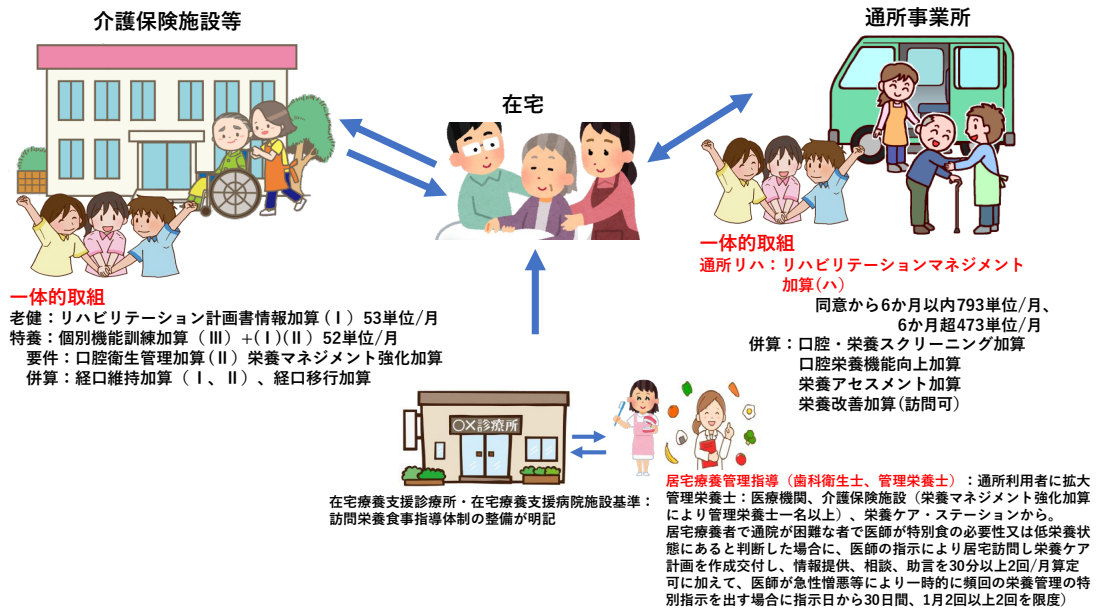 介護保険施設等
通所事業所
在宅
一体的取組
老健：リハビリテーション計画書情報加算(Ⅰ) 53単位/月
特養：個別機能訓練加算（Ⅲ）+(Ⅰ)(Ⅱ) 52単位/月
要件：口腔衛生管理加算(Ⅱ) 栄養マネジメント強化加算
併算：経口維持加算（Ⅰ、Ⅱ)、経口移行加算
一体的取組
通所リハ：リハビリテーションマネジメント
加算(ハ)
同意から6か月以内793単位/月、
6か月超473単位/月
併算：口腔・栄養スクリーニング加算
口腔栄養機能向上加算
栄養アセスメント加算
栄養改善加算(訪問可）
〇×診療所
在宅療養支援診療所・在宅療養支援病院施設基準：
訪問栄養食事指導体制の整備が明記
居宅療養管理指導（歯科衛生士、管理栄養士）：通所利用者に拡大
管理栄養士：医療機関、介護保険施設（栄養マネジメント強化加算
により管理栄養士一名以上）、栄養ケア・ステーションから。
居宅療養者で通院が困難な者で医師が特別食の必要性又は低栄養状
態にあると判断した場合に、医師の指示により居宅訪問し栄養ケア
計画を作成交付し、情報提供、相談、助言を30分以上2回/月算定
可に加えて、医師が急性憎悪等により一時的に頻回の栄養管理の特
別指示を出す場合に指示日から30日間、1月2回以上2回を限度）